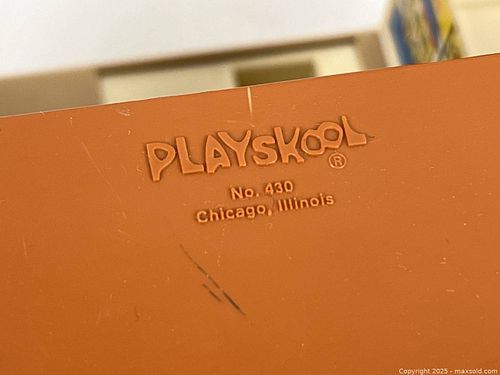 PLAYSKOOL®
No. 430
Chicago, Illinois
Copyright 2025 - maxsold.com